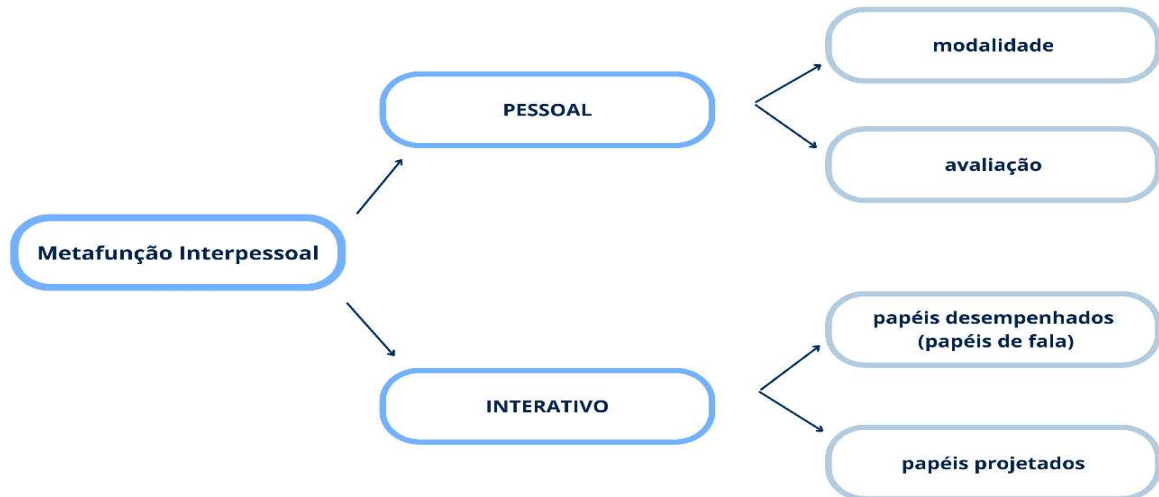 Metafunção Interpessoal
PESSOAL
modalidade
avaliação
INTERATIVO
papéis desempenhados
(papéis de fala)
papéis projetados